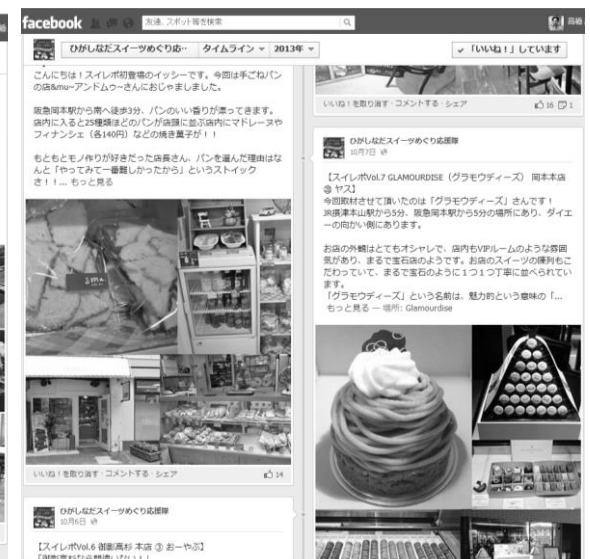 facebook
友達、スポット等を検索
ひがしなだスイーツめぐり応…
タイムライン
2013年
「いいね！」しています
こんにちは！スイレポ初登場のイッシーです。今回は手ごねパン
の店&mu~アンドムゥ~さんにおじゃましました。
阪急岡本駅から南へ徒歩3分、パンのいい香りが漂ってきます。
店内に入ると25種類ほどのパンが店頭に並ぶ店内にマドレーヌや
フィナンシェ（各140円）などの焼き菓子が！！
もともとモノ作りが好きだった店長さん、パンを選んだ理由はな
んと「やってみて一番難しかったから」というストイック
さ！！... もっと見る
いいね！を取り消す · コメントする · シェア
14
ひがしなだスイーツめぐり応援隊
10月6日
【スイレポVol.6 御影高杉 本店 ③ おーやぶ】
いいね！を取り消す · コメントする · シェア
16
1
ひがしなだスイーツめぐり応援隊
10月7日
【スイレポVol.7 GLAMOURDISE（グラモウディーズ） 岡本本店
③ ヤス】
今回取材させて頂いたのは「グラモウディーズ」さんです！
JR摂津本山駅から5分、阪急岡本駅から5分の場所にあり、ダイエ
ーの向かい側にあります。
お店の外観はとてもオシャレで、店内もVIPルームのような雰囲
気があり、まるで宝石店のようです。お店のスイーツの陳列もこ
だわっていて、まるで宝石のように１つ１つ丁寧に並べられてい
ます。
「グラモウディーズ」という名前は、魅力的という意味の「...
もっと見る — 場所: Glamourdise